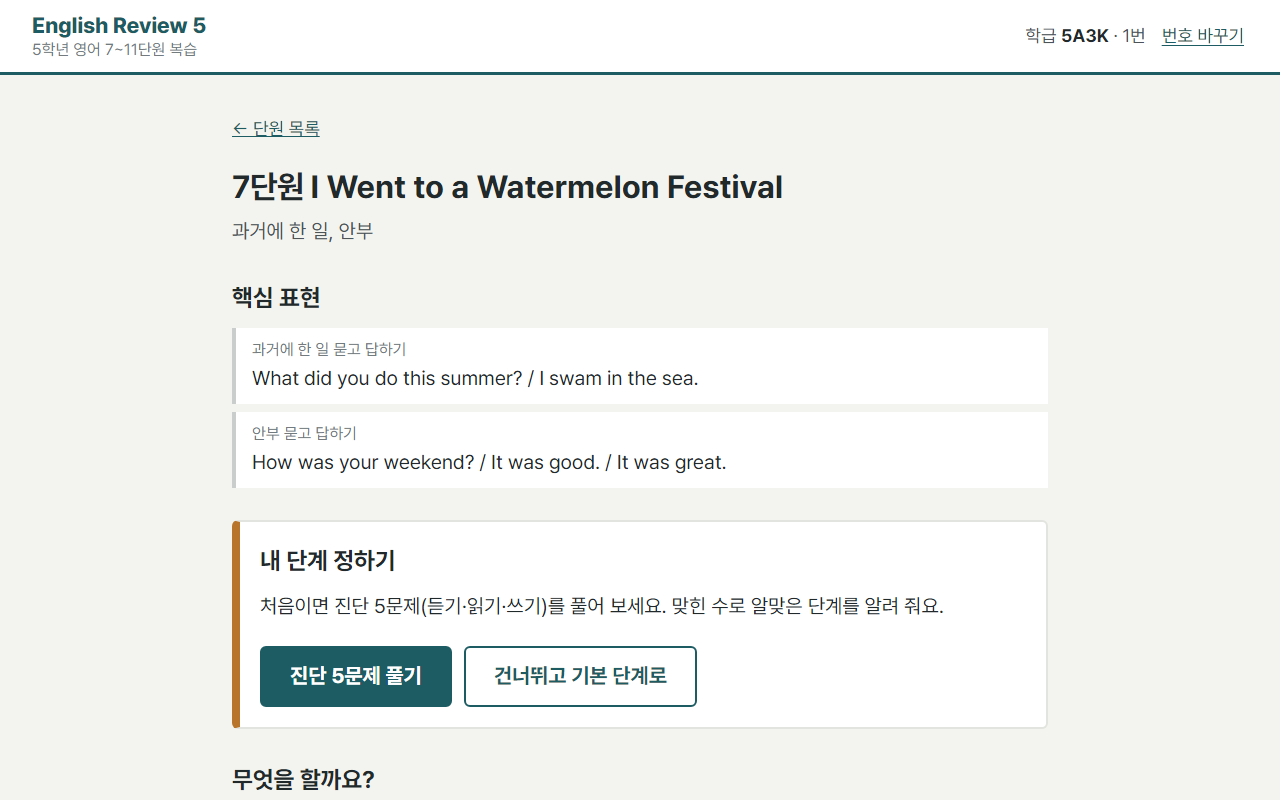 English Review 5
5학년 영어 7~11단원 복습
학급 5A3K · 1번 번호 바꾸기
← 단원 목록
7단원 I Went to a Watermelon Festival
과거에 한 일, 안부
핵심 표현
과거에 한 일 묻고 답하기
What did you do this summer? / I swam in the sea.
안부 묻고 답하기
How was your weekend? / It was good. / It was great.
내 단계 정하기
처음이면 진단 5문제(듣기·읽기·쓰기)를 풀어 보세요. 맞힌 수로 알맞은 단계를 알려 줘요.
진단 5문제 풀기 건너뛰고 기본 단계로
무엇을 할까요?